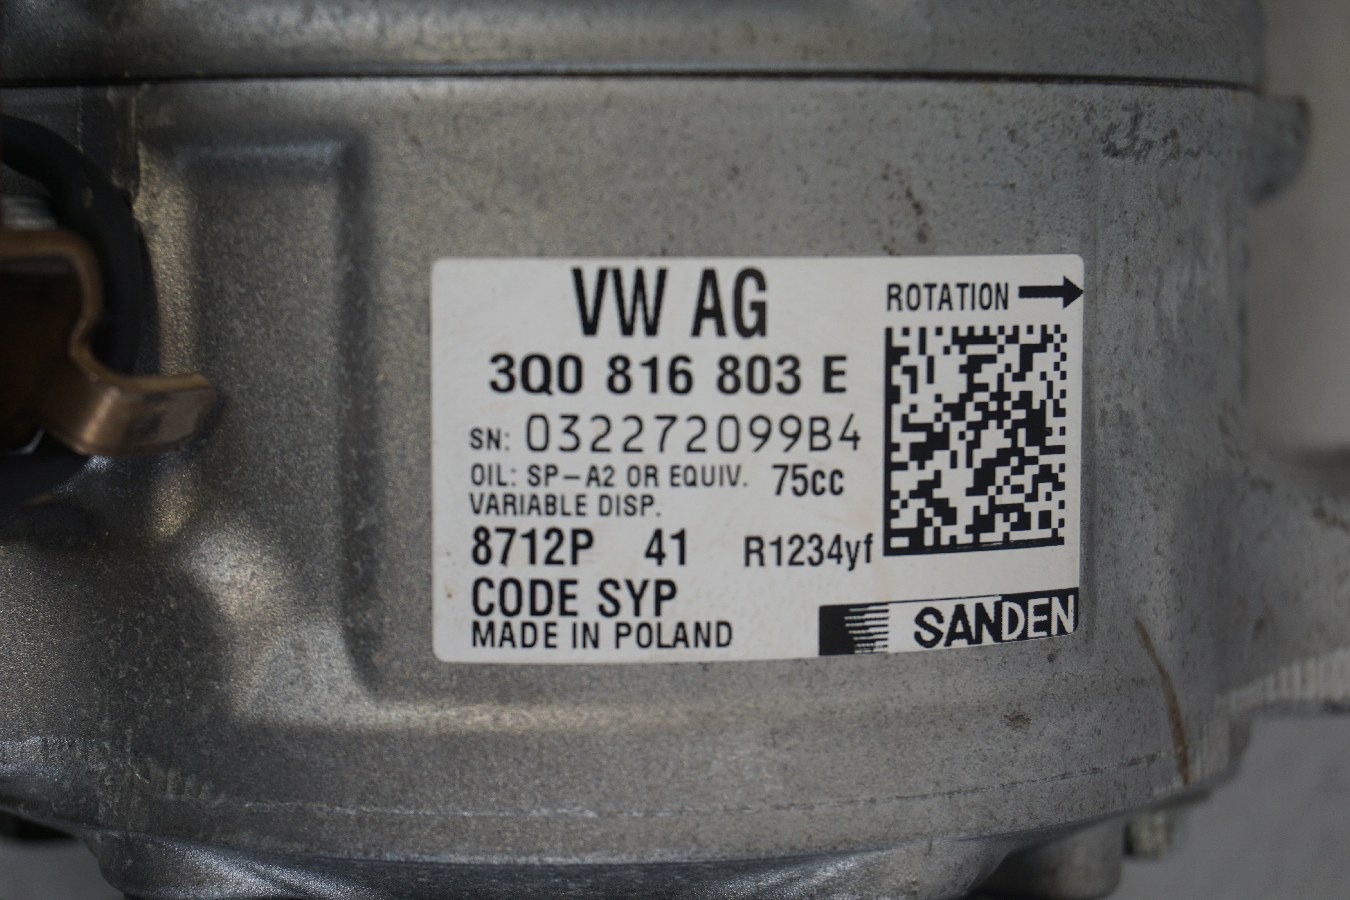 VW AG
ROTATION
3Q0 816 803 E
SN: 032272099B4
OIL: SP-A2 OR EQUIV. 75cc
VARIABLE DISP.
8712P 41 R1234yf
CODE SYP
MADE IN POLAND
SANDEN